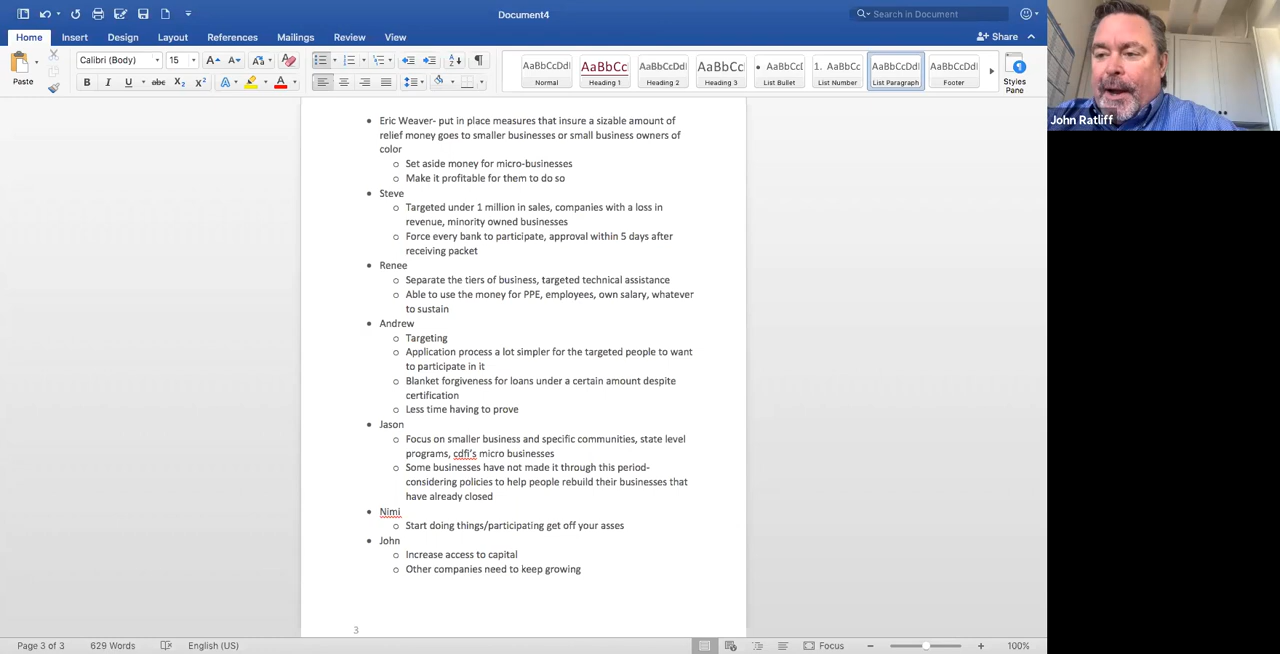 Document4
Search in Document
Home Insert Design Layout References Mailings Review View
Share
Paste
Calibri (Body) 15
B I U abc X₂ X²
AaBbCcDdI AaBbCc AaBbCcDdI AaBbCc AaBbCcI 1. AaBbCc AaBbCcDdI AaBbCcDdI
Normal Heading 1 Heading 2 Heading 3 List Bullet List Number List Paragraph Footer
Styles
Pane
• Eric Weaver- put in place measures that insure a sizable amount of
relief money goes to smaller businesses or small business owners of
color
o Set aside money for micro-businesses
o Make it profitable for them to do so
• Steve
o Targeted under 1 million in sales, companies with a loss in
revenue, minority owned businesses
o Force every bank to participate, approval within 5 days after
receiving packet
• Renee
o Separate the tiers of business, targeted technical assistance
o Able to use the money for PPE, employees, own salary, whatever
to sustain
• Andrew
o Targeting
o Application process a lot simpler for the targeted people to want
to participate in it
o Blanket forgiveness for loans under a certain amount despite
certification
o Less time having to prove
• Jason
o Focus on smaller business and specific communities, state level
programs, cdfi's micro businesses
o Some businesses have not made it through this period-
considering policies to help people rebuild their businesses that
have already closed
• Nimi
o Start doing things/participating get off your asses
• John
o Increase access to capital
o Other companies need to keep growing
3
Page 3 of 3 629 Words English (US) Focus 100%
John Ratliff